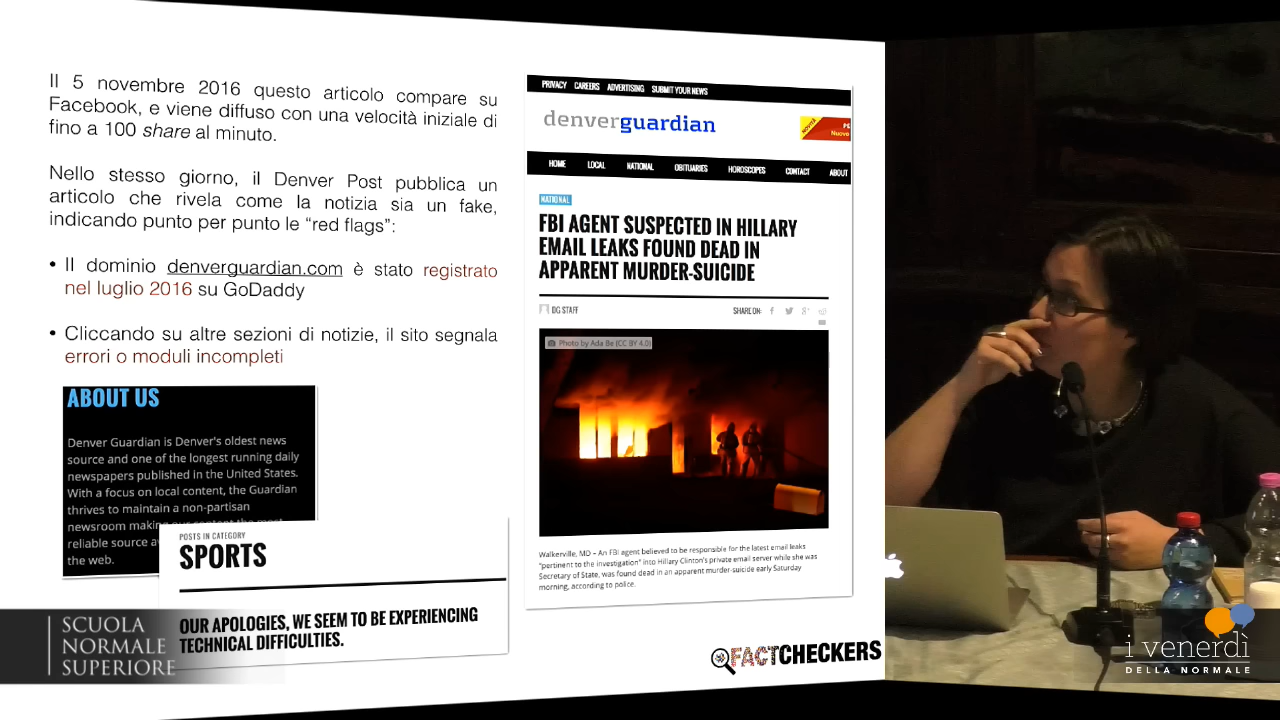 Il 5 novembre 2016 questo articolo compare su
Facebook, e viene diffuso con una velocità iniziale di
fino a 100 share al minuto.
Nello stesso giorno, il Denver Post pubblica un
articolo che rivela come la notizia sia un fake,
indicando punto per punto le “red flags”:
• Il dominio denverguardian.com è stato registrato
nel luglio 2016 su GoDaddy
• Cliccando su altre sezioni di notizie, il sito segnala
errori o moduli incompleti
ABOUT US
Denver Guardian is Denver's oldest news
source and one of the longest running daily
newspapers published in the United States.
With a focus on local content, the Guardian
thrives to maintain a non-partisan
newsroom making our content the most
reliable source
the web.
POSTS IN CATEGORY
SPORTS
OUR APOLOGIES, WE SEEM TO BE EXPERIENCING
TECHNICAL DIFFICULTIES.
PRIVACY CAREERS ADVERTISING SUBMIT YOUR NEWS
denverguardian
NOVITÀ
PE
Nuovo
HOME LOCAL NATIONAL OBITUARIES HOROSCOPES CONTACT ABOUT
NATIONAL
FBI AGENT SUSPECTED IN HILLARY
EMAIL LEAKS FOUND DEAD IN
APPARENT MURDER-SUICIDE
DG STAFF SHARE ON:
Photo by Ada Be (CC BY 4.0)
Walkerville, MD – An FBI agent believed to be responsible for the latest email leaks
“pertinent to the investigation” into Hillary Clinton's private email server while she was
Secretary of State, was found dead in an apparent murder-suicide early Saturday
morning, according to police.
FACTCHECKERS
SCUOLA
NORMALE
SUPERIORE
i venerdì
DELLA NORMALE